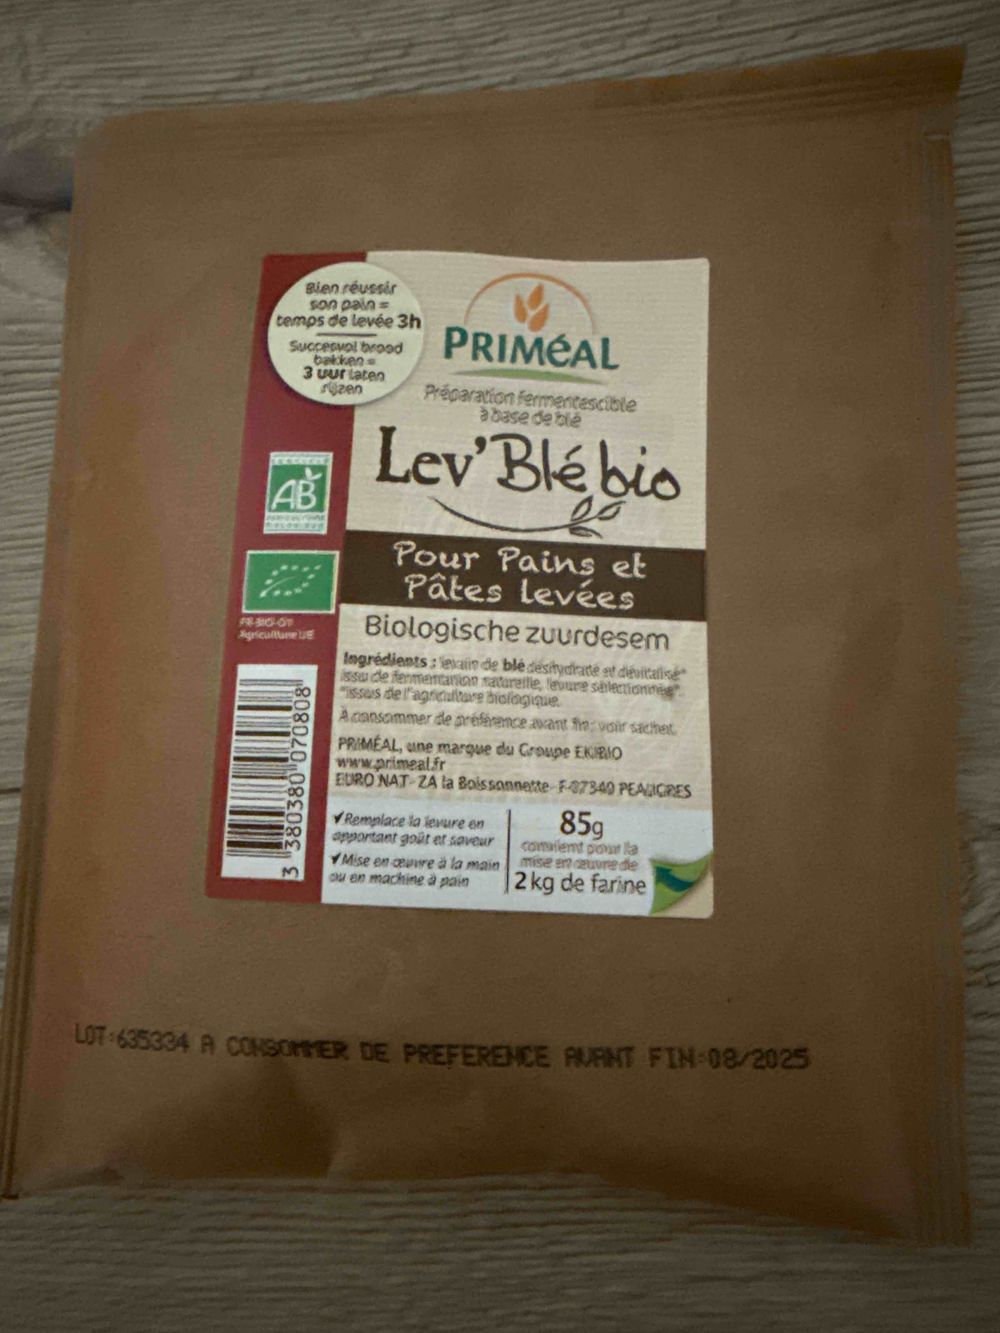 Bien réussir
son pain =
temps de levée 3h
Succesvol brood
bakken =
3 uur laten
rijzen
PRIMÉAL
Préparation fermentescible
à base de blé
Lev'Blé bio
AB
AGRICULTURE
BIOLOGIQUE
Pour Pains et
Pâtes levées
FR-BIO-01
Agriculture UE
Biologische zuurdesem
Ingrédients : levain de blé déshydraté et dévitalisé*
issu de fermentation naturelle, levure sélectionnée*.
*issus de l'agriculture biologique.
À consommer de préférence avant fin: voir sachet.
PRIMÉAL, une marque du Groupe EKIBIO
www.primeal.fr
EURO NAT - ZA la Boissonnette - F-07340 PEAUGRES
3 380380 070808
✓Remplace la levure en
apportant goût et saveur
✓Mise en œuvre à la main
ou en machine à pain
85g
convient pour la
mise en œuvre de
2 kg de farine
LOT:635334 A CONSOMMER DE PREFERENCE AVANT FIN:08/2025